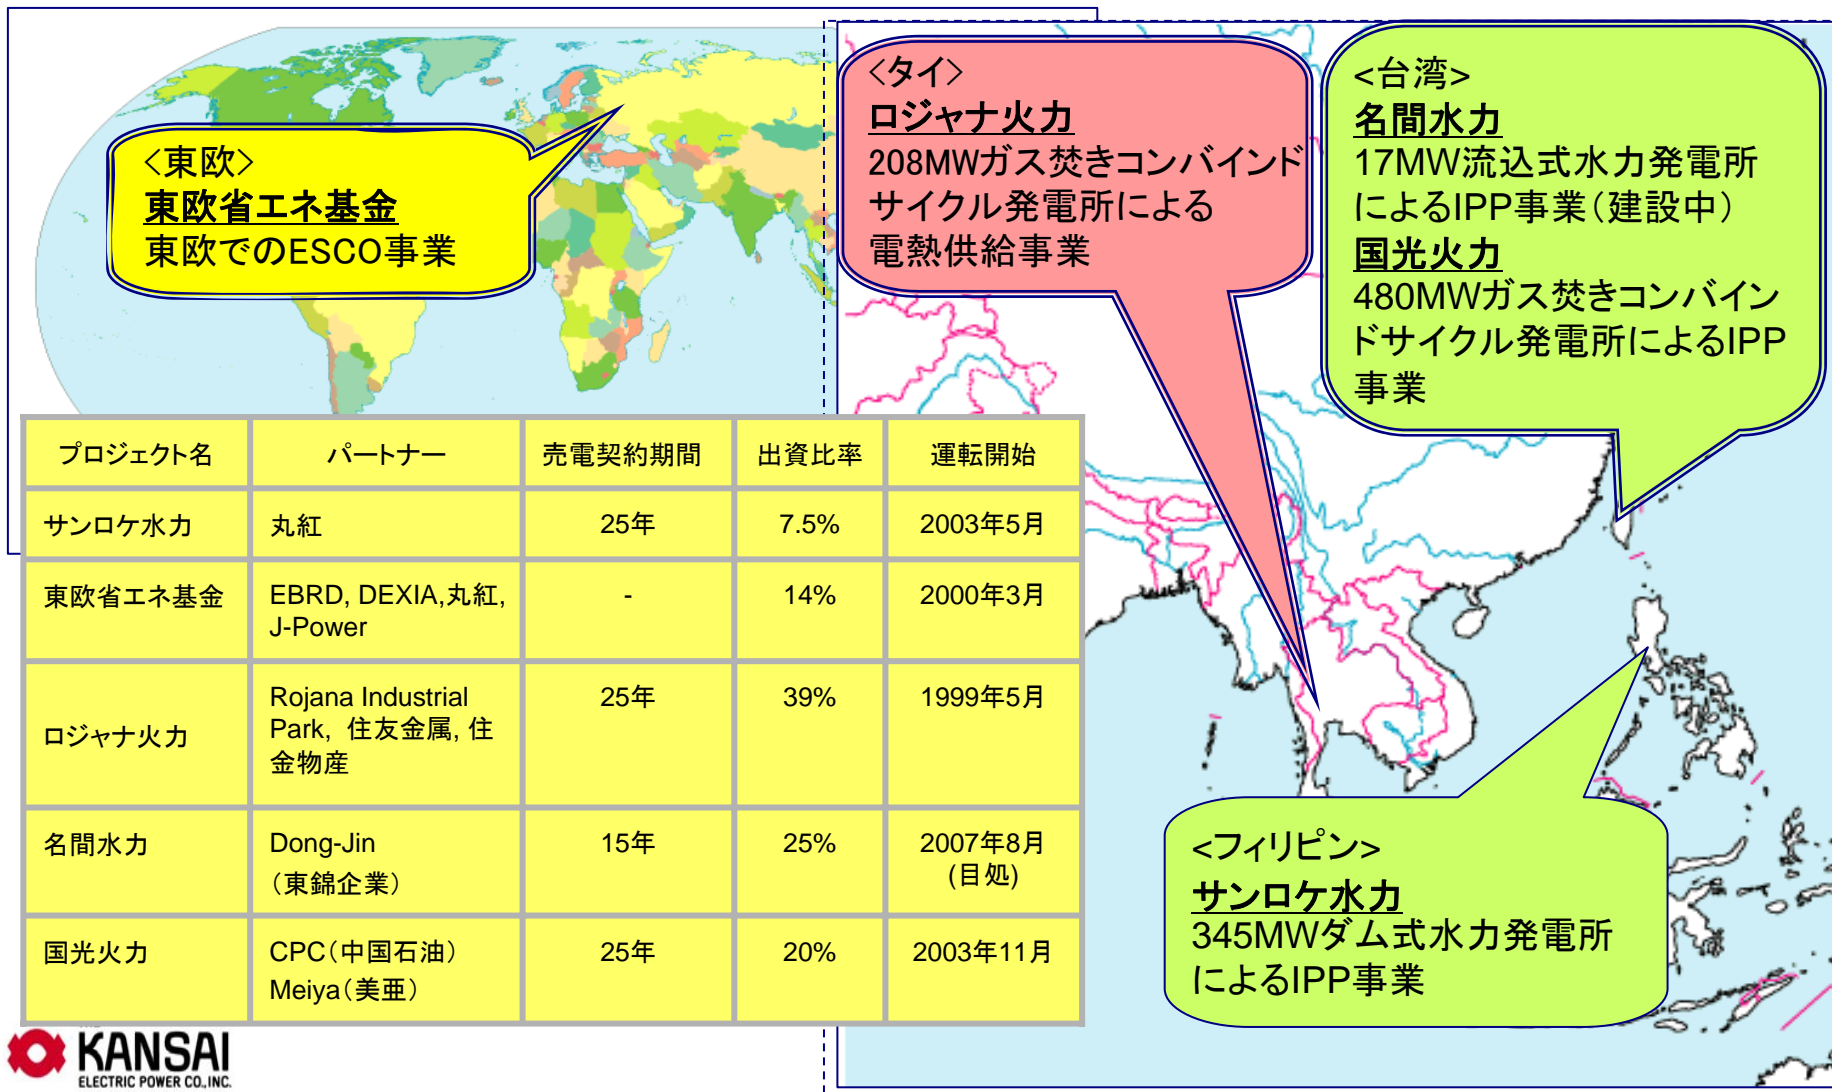 <東欧>
東欧省エネ基金
東欧でのESCO事業
<タイ>
ロジャナ火力
208MWガス焚きコンバインド
サイクル発電所による
電熱供給事業
<台湾>
名間水力
17MW流込式水力発電所
によるIPP事業（建設中）
国光火力
480MWガス焚きコンバイン
ドサイクル発電所によるIPP
事業
プロジェクト名 パートナー 売電契約期間 出資比率 運転開始
サンロケ水力 丸紅 25年 7.5% 2003年5月
東欧省エネ基金 EBRD, DEXIA,丸紅, - 14% 2000年3月
J-Power
ロジャナ火力 Rojana Industrial 25年 39% 1999年5月
Park, 住友金属, 住
金物産
名間水力 Dong-Jin 15年 25% 2007年8月
（東錦企業） (目処)
国光火力 CPC（中国石油） 25年 20% 2003年11月
Meiya（美亜）
<フィリピン>
サンロケ水力
345MWダム式水力発電所
によるIPP事業
KANSAI
ELECTRIC POWER CO.,INC.